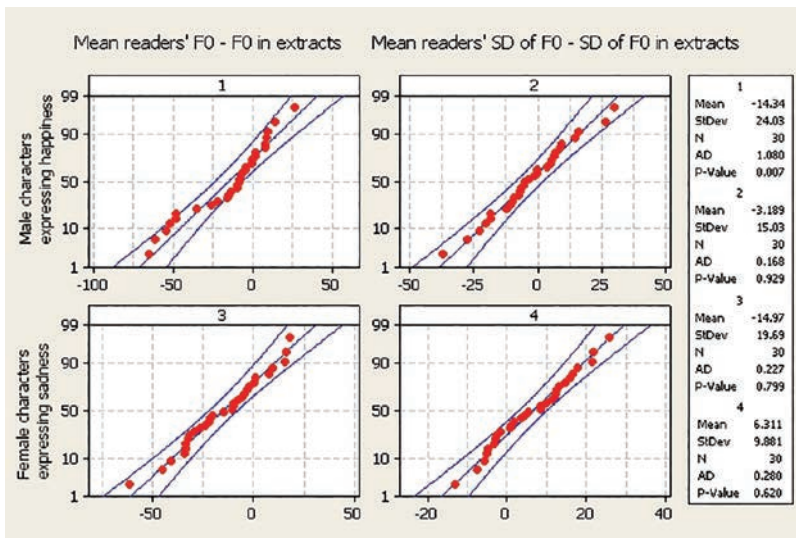 Mean readers' F0 - F0 in extracts Mean readers' SD of F0 - SD of F0 in extracts
Male characters
expressing happiness
1
99
90
50
10
1
-100 -50 0 50
2
99
90
50
10
1
-50 -25 0 25 50
Female characters
expressing sadness
3
99
90
50
10
1
-50 0 50
4
99
90
50
10
1
-20 0 20 40
1
Mean -14.34
StDev 24.03
N 30
AD 1.080
P-Value 0.007
2
Mean -3.189
StDev 15.03
N 30
AD 0.168
P-Value 0.929
3
Mean -14.97
StDev 19.69
N 30
AD 0.227
P-Value 0.799
4
Mean 6.311
StDev 9.881
N 30
AD 0.280
P-Value 0.620